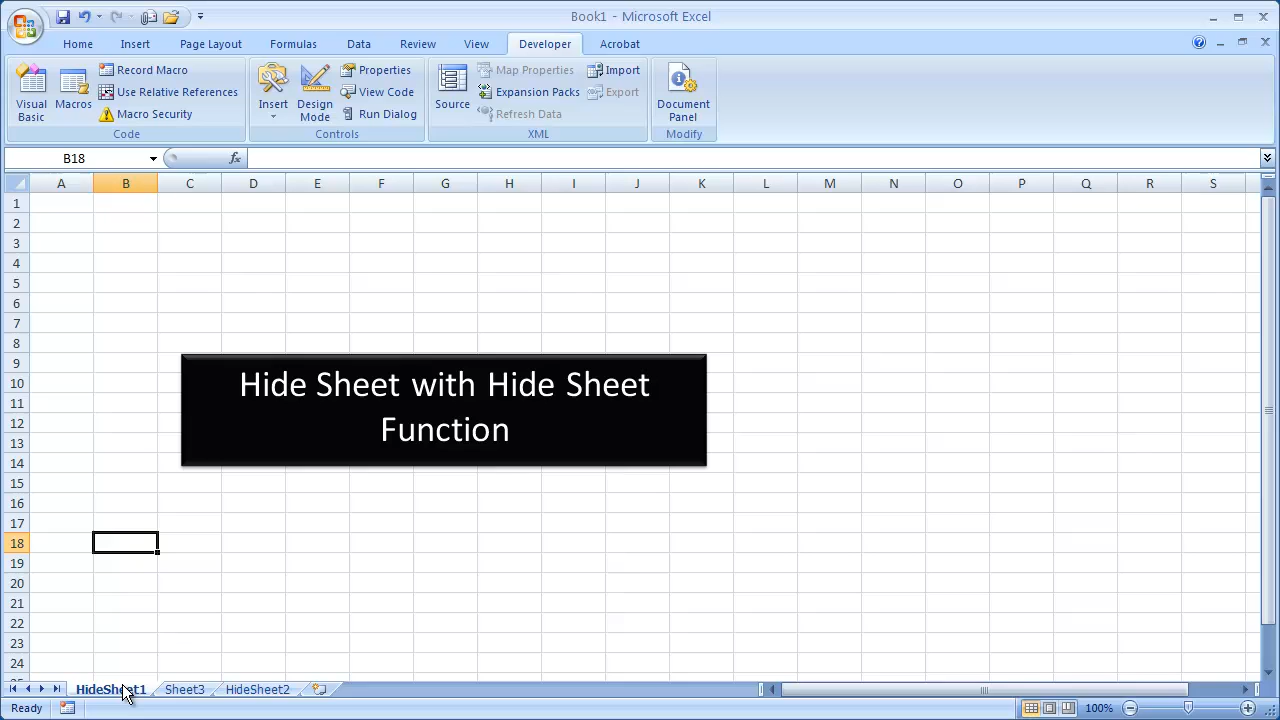 Book1 - Microsoft Excel
Home Insert Page Layout Formulas Data Review View Developer Acrobat
Visual Basic
Macros
Record Macro
Use Relative References
Macro Security
Code
Insert
Design Mode
Properties
View Code
Run Dialog
Controls
Source
Map Properties
Expansion Packs
Refresh Data
Import
Export
XML
Document Panel
Modify
B18 fx
A B C D E F G H I J K L M N O P Q R S
1
2
3
4
5
6
7
8
9
10
11
12
13
14
15
16
17
18
19
20
21
22
23
24
Hide Sheet with Hide Sheet
Function
HideSheet1 Sheet3 HideSheet2
Ready 100%